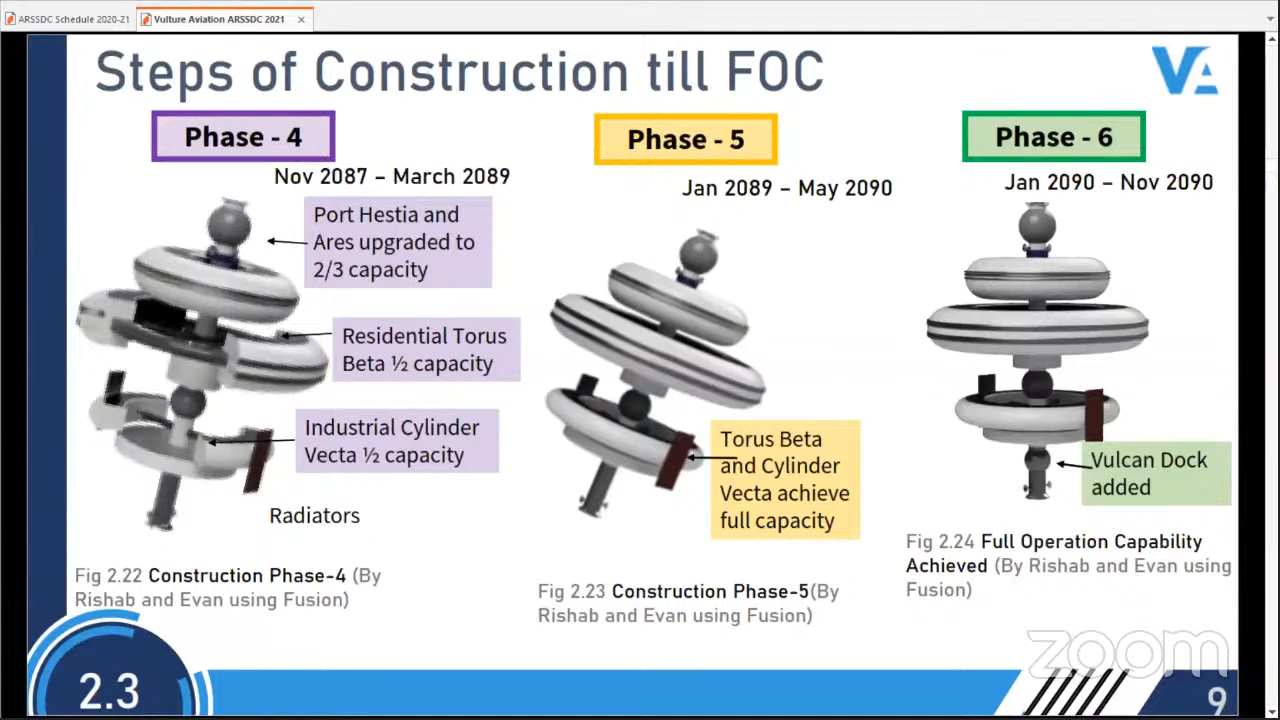 ARSSDC Schedule 2020-21
Vulture Aviation ARSSDC 2021
Steps of Construction till FOC
VA
Phase - 4
Nov 2087 – March 2089
Port Hestia and
Ares upgraded to
2/3 capacity
Residential Torus
Beta ½ capacity
Industrial Cylinder
Vecta ½ capacity
Radiators
Fig 2.22 Construction Phase-4 (By
Rishab and Evan using Fusion)
Phase - 5
Jan 2089 – May 2090
Torus Beta
and Cylinder
Vecta achieve
full capacity
Fig 2.23 Construction Phase-5(By
Rishab and Evan using Fusion)
Phase - 6
Jan 2090 – Nov 2090
Vulcan Dock
added
Fig 2.24 Full Operation Capability
Achieved (By Rishab and Evan using
Fusion)
zoom
2.3
9